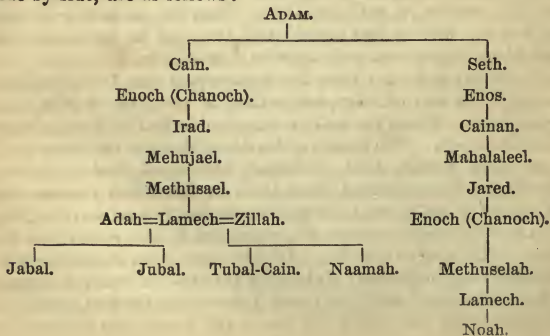 ADAM.
Cain. Seth.
Enoch (Chanoch). Enos.
Irad. Cainan.
Mehujael. Mahalaleel.
Methusael. Jared.
Adah=Lamech=Zillah. Enoch (Chanoch).
Jabal. Jubal. Tubal-Cain. Naamah. Methuselah.
Lamech.
Noah.